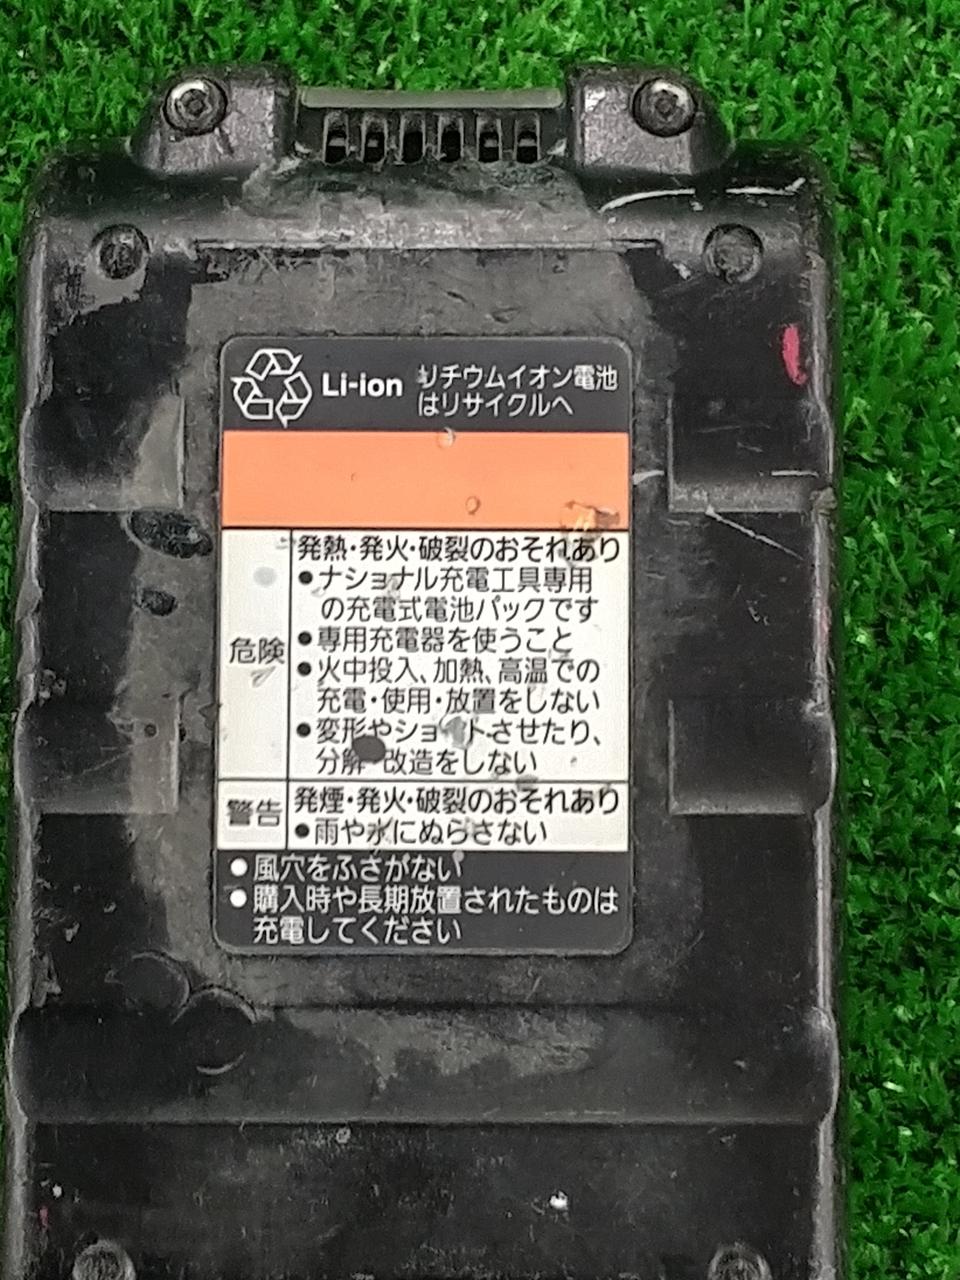 Li-ion リチウムイオン電池
はリサイクルへ
危険
発熱・発火・破裂のおそれあり
●ナショナル充電工具専用
の充電式電池パックです
●専用充電器を使うこと
●火中投入、加熱、高温での
充電・使用・放置をしない
●変形やショートさせたり、
分解・改造をしない
警告
発煙・発火・破裂のおそれあり
●雨や水にぬらさない
●風穴をふさがない
●購入時や長期放置されたものは
充電してください